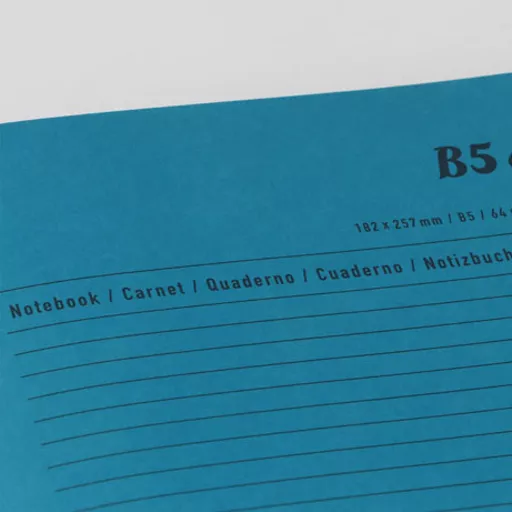 B5
182 x 257 mm / B5 / 64
Notebook / Carnet / Quaderno / Cuaderno / Notizbuch